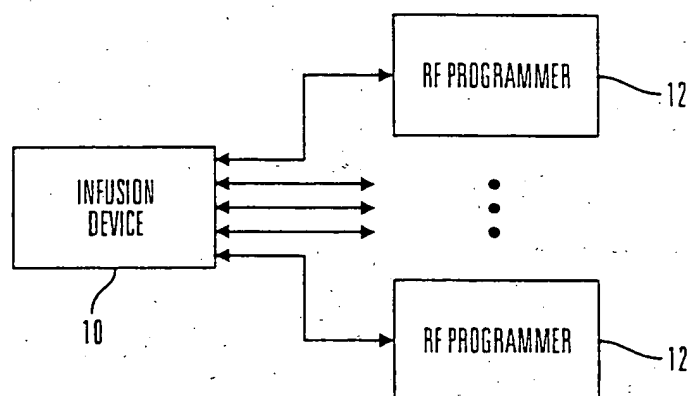 RF PROGRAMMER
12
INFUSION
DEVICE
10
RF PROGRAMMER
12